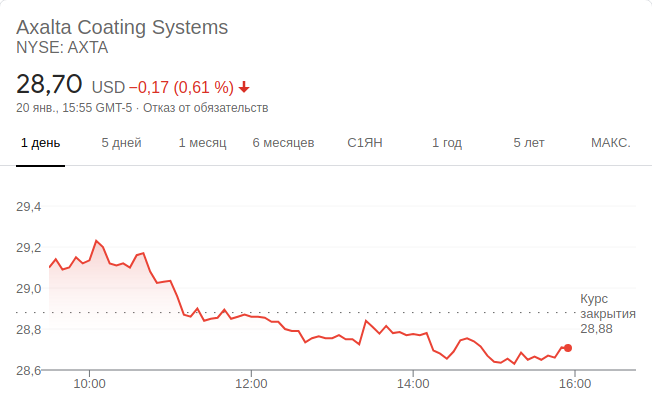 Axalta Coating Systems
NYSE: AXTA
28,70 USD −0,17 (0,61 %)
20 янв., 15:55 GMT-5 · Отказ от обязательств
1 день 5 дней 1 месяц 6 месяцев С1ЯН 1 год 5 лет МАКС.
29,4
29,2
29,0
Курс
закрытия
28,88
28,8
28,6
10:00 12:00 14:00 16:00